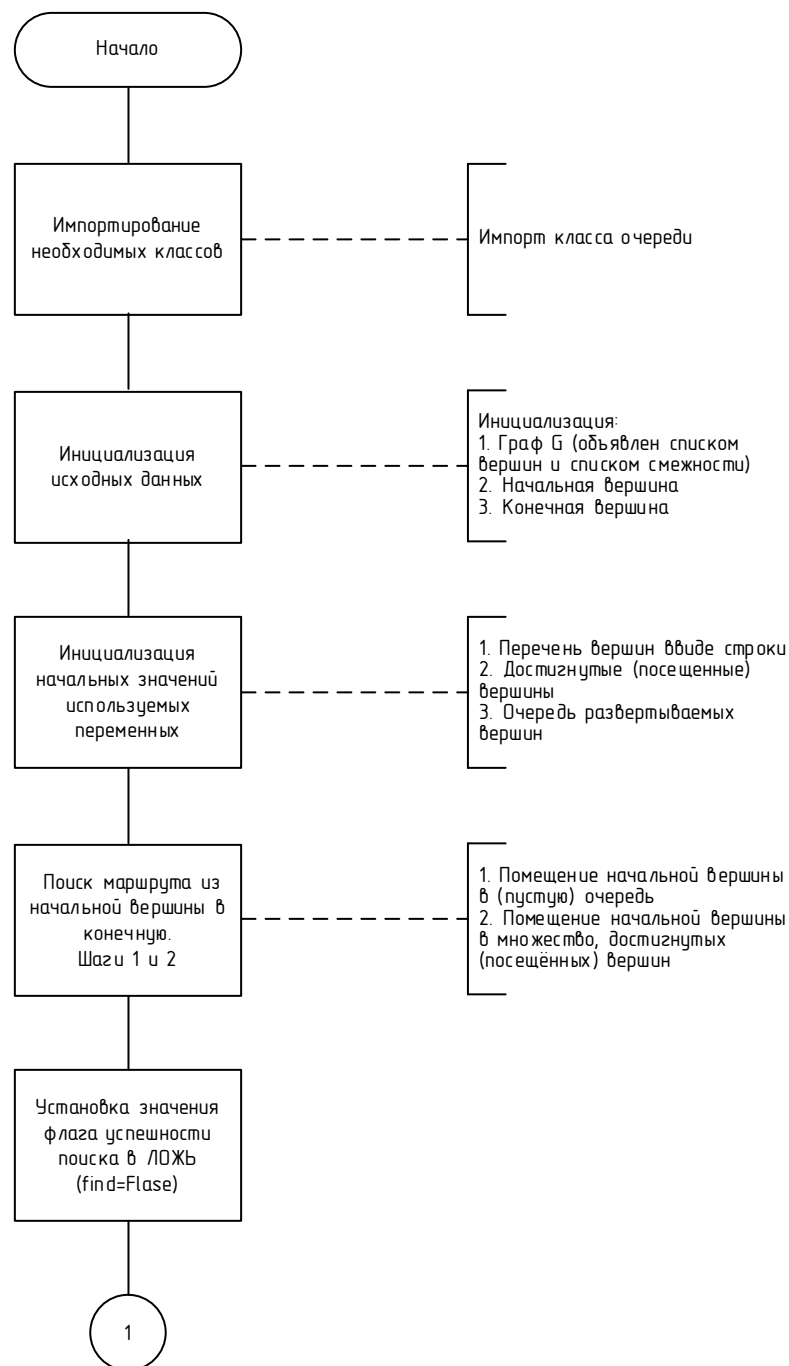 Начало
Импортирование
необходимых классов
Импорт класса очереди
Инициализация
исходных данных
Инициализация:
1. Граф G (объявлен списком
вершин и списком смежности)
2. Начальная вершина
3. Конечная вершина
Инициализация
начальных значений
используемых
переменных
1. Перечень вершин ввиде строки
2. Достигнутые (посещенные)
вершины
3. Очередь развертываемых
вершин
Поиск маршрута из
начальной вершины в
конечную.
Шаги 1 и 2
1. Помещение начальной вершины
в (пустую) очередь
2. Помещение начальной вершины
в множество, достигнутых
(посещённых) вершин
Установка значения
флага успешности
поиска в ЛОЖЬ
(find=Flase)
1